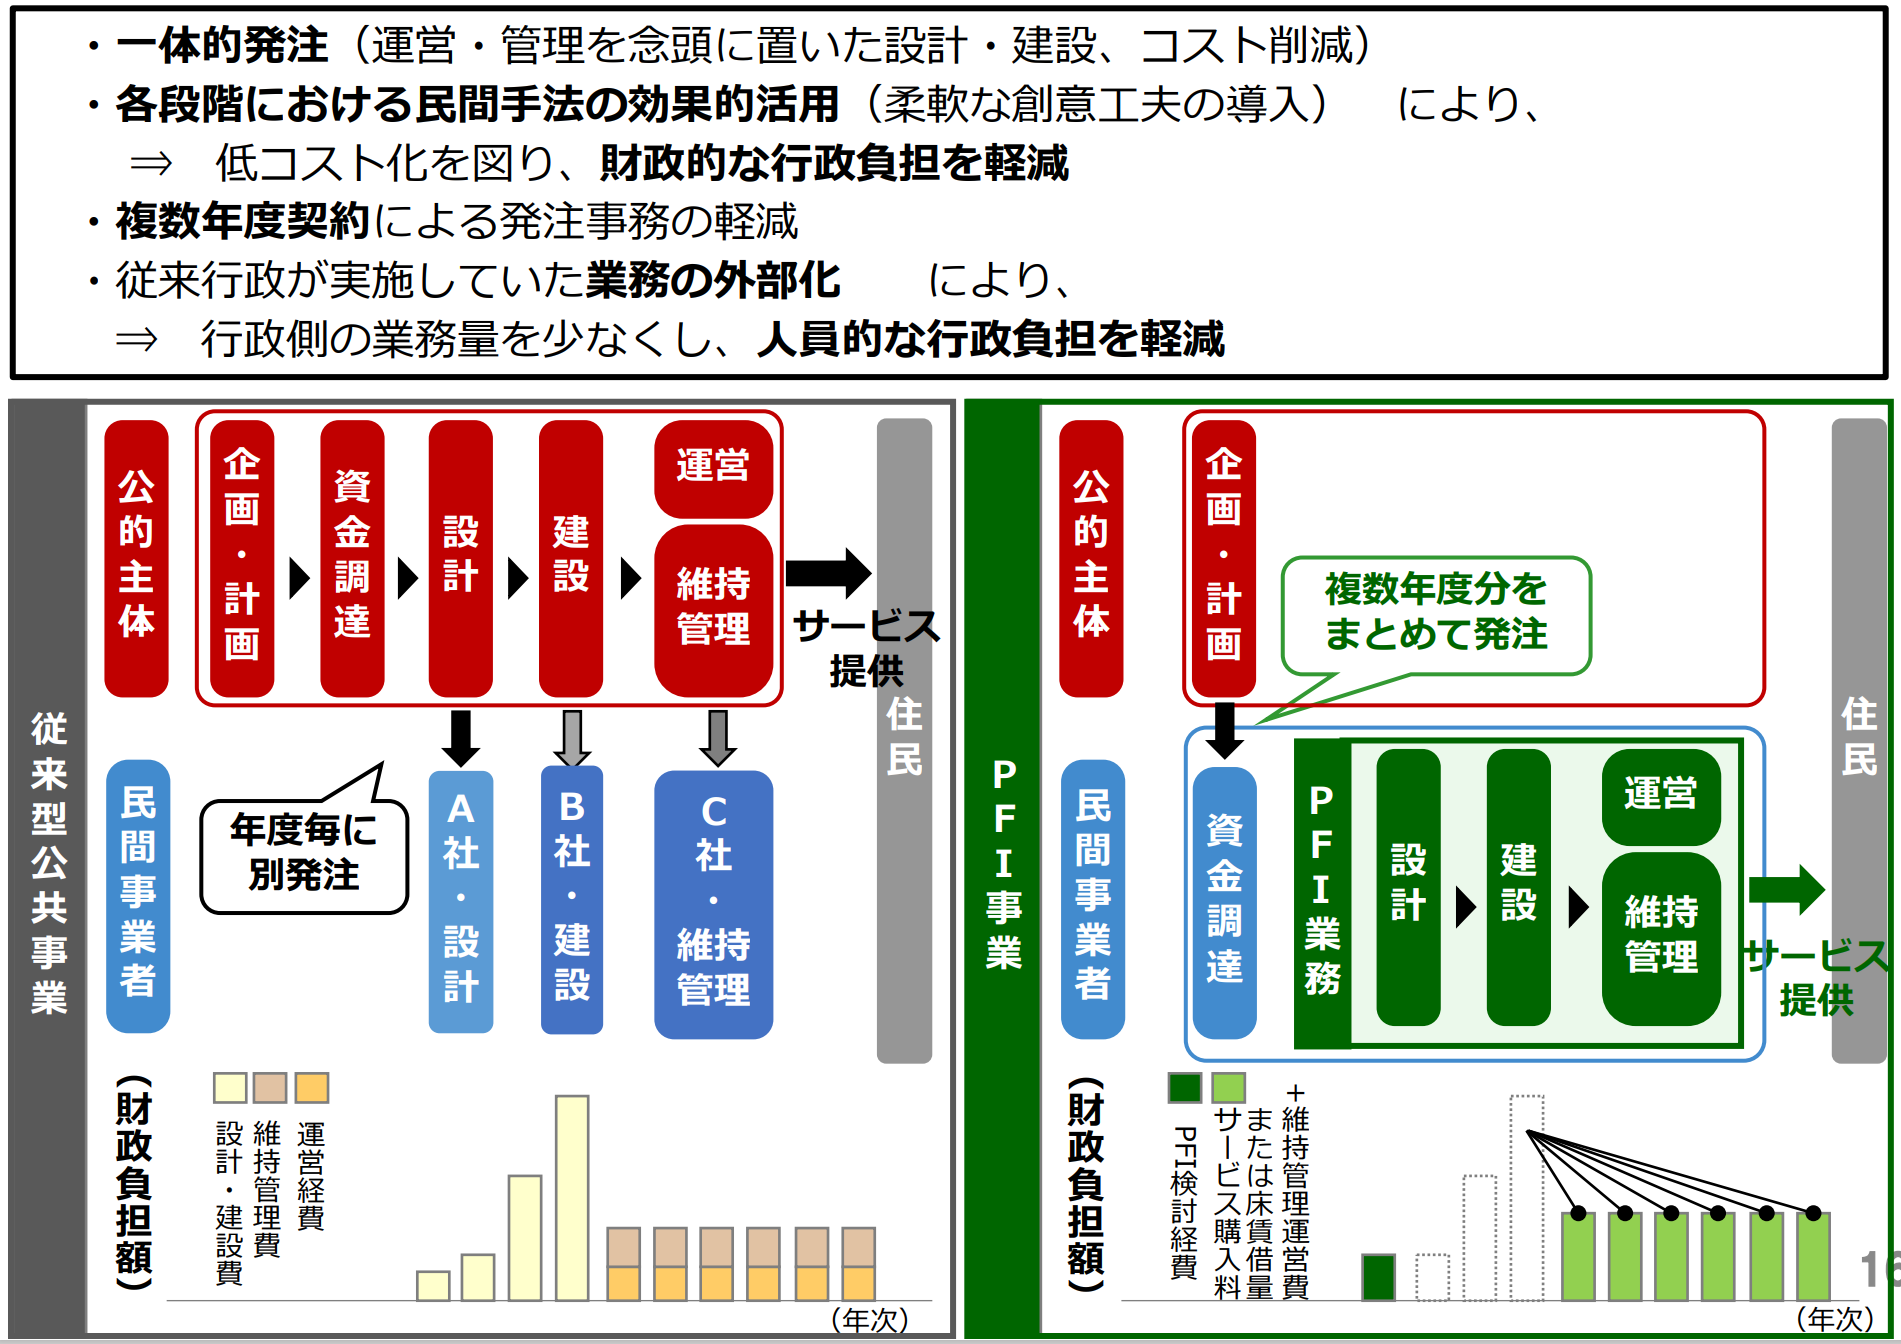 ・一体的発注（運営・管理を念頭に置いた設計・建設、コスト削減）
・各段階における民間手法の効果的活用（柔軟な創意工夫の導入）　により、
⇒　低コスト化を図り、財政的な行政負担を軽減
・複数年度契約による発注事務の軽減
・従来行政が実施していた業務の外部化　　により、
⇒　行政側の業務量を少なくし、人員的な行政負担を軽減
従来型公共事業
公的主体
企画・計画
資金調達
設計
建設
運営
維持
管理
サービス
提供
住民
民間事業者
年度毎に
別発注
A社・設計
B社・建設
C社・維持
管理
（財政負担額）
設計・建設費
維持管理費
運営経費
（年次）
PFI事業
公的主体
企画・計画
複数年度分を
まとめて発注
住民
民間事業者
資金調達
PFI業務
設計
建設
運営
維持
管理
サービス
提供
（財政負担額）
PFI検討経費
サービス購入料
または床賃借量
+維持管理運営費
（年次）
16